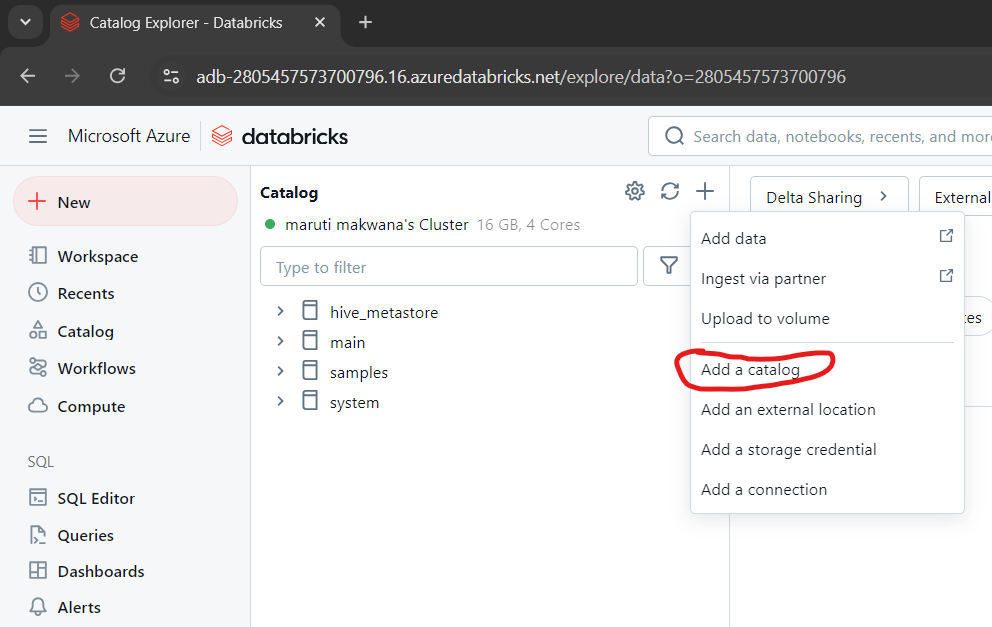 Catalog Explorer - Databricks
adb-2805457573700796.16.azuredatabricks.net/explore/data?o=2805457573700796
Microsoft Azure databricks
Search data, notebooks, recents, and
New
Workspace
Recents
Catalog
Workflows
Compute
SQL
SQL Editor
Queries
Dashboards
Alerts
Catalog
maruti makwana's Cluster 16 GB, 4 Cores
Type to filter
hive_metastore
main
samples
system
Delta Sharing
External
Add data
Ingest via partner
Upload to volume
Add a catalog
Add an external location
Add a storage credential
Add a connection